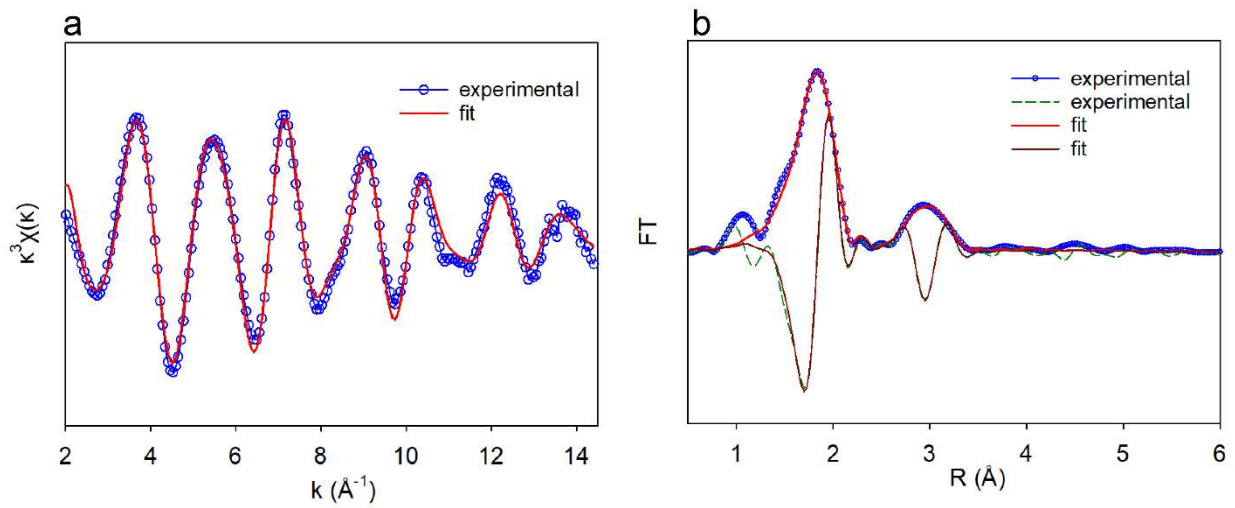 a
experimental
fit
κ³χ(κ)
2 4 6 8 10 12 14
k (Å⁻¹)
b
experimental
experimental
fit
fit
FT
1 2 3 4 5 6
R (Å)